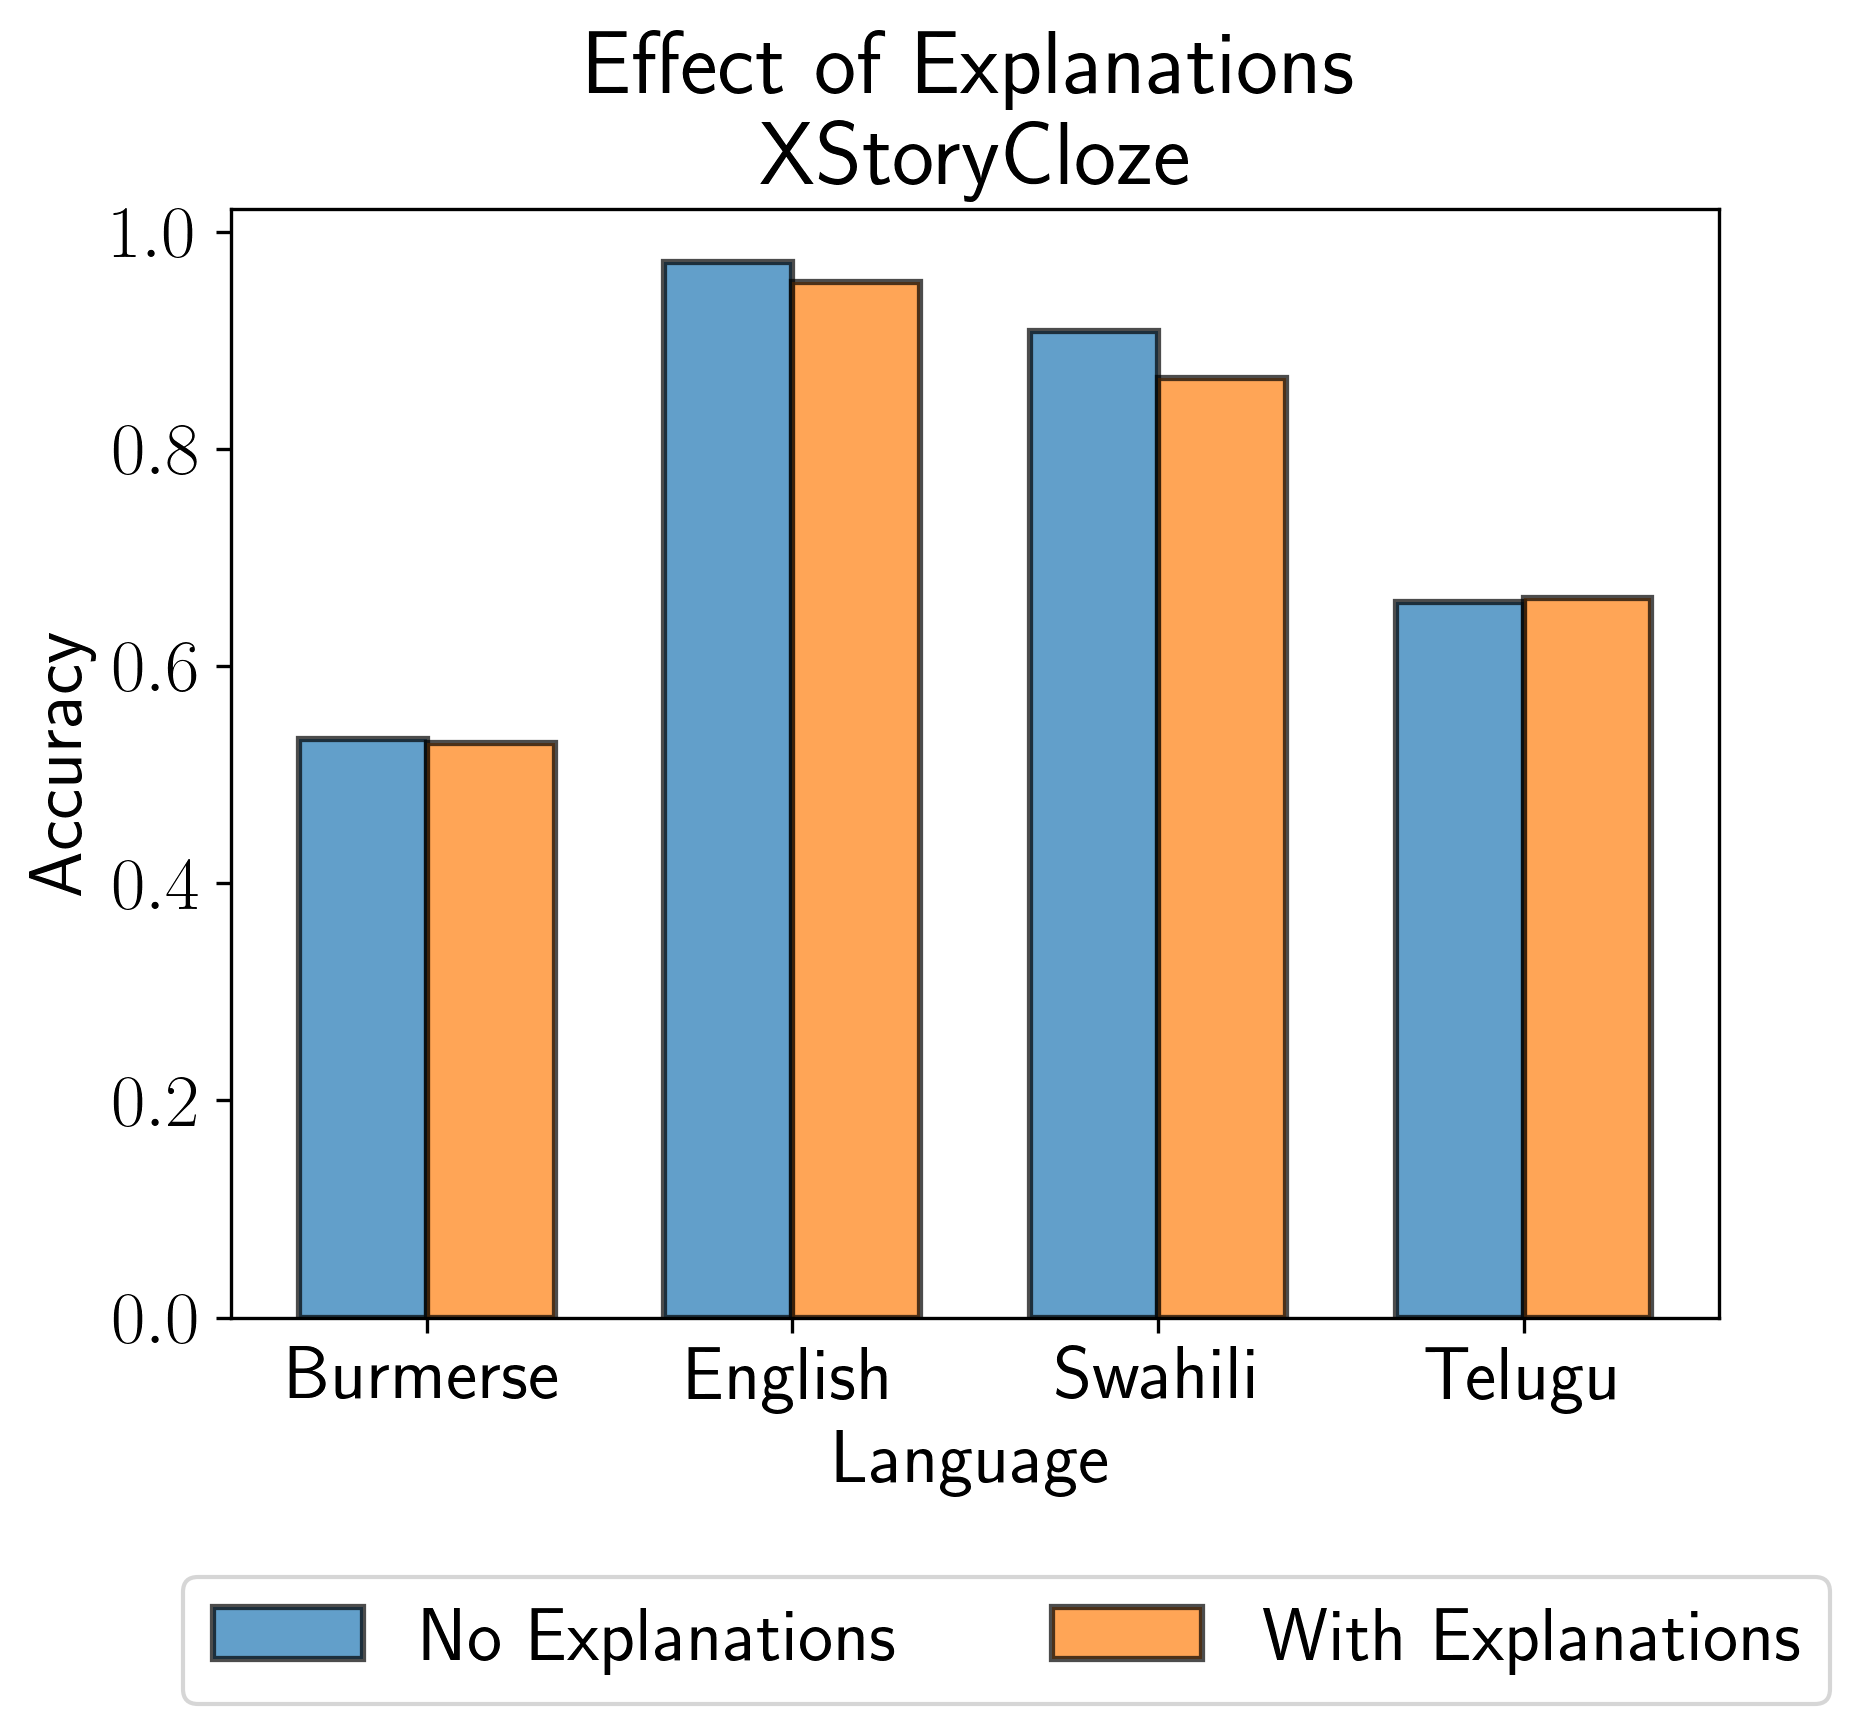 Effect of Explanations
XStoryCloze
1.0
0.8
0.6
0.4
0.2
0.0
Accuracy
Burmerse English Swahili Telugu
Language
No Explanations With Explanations